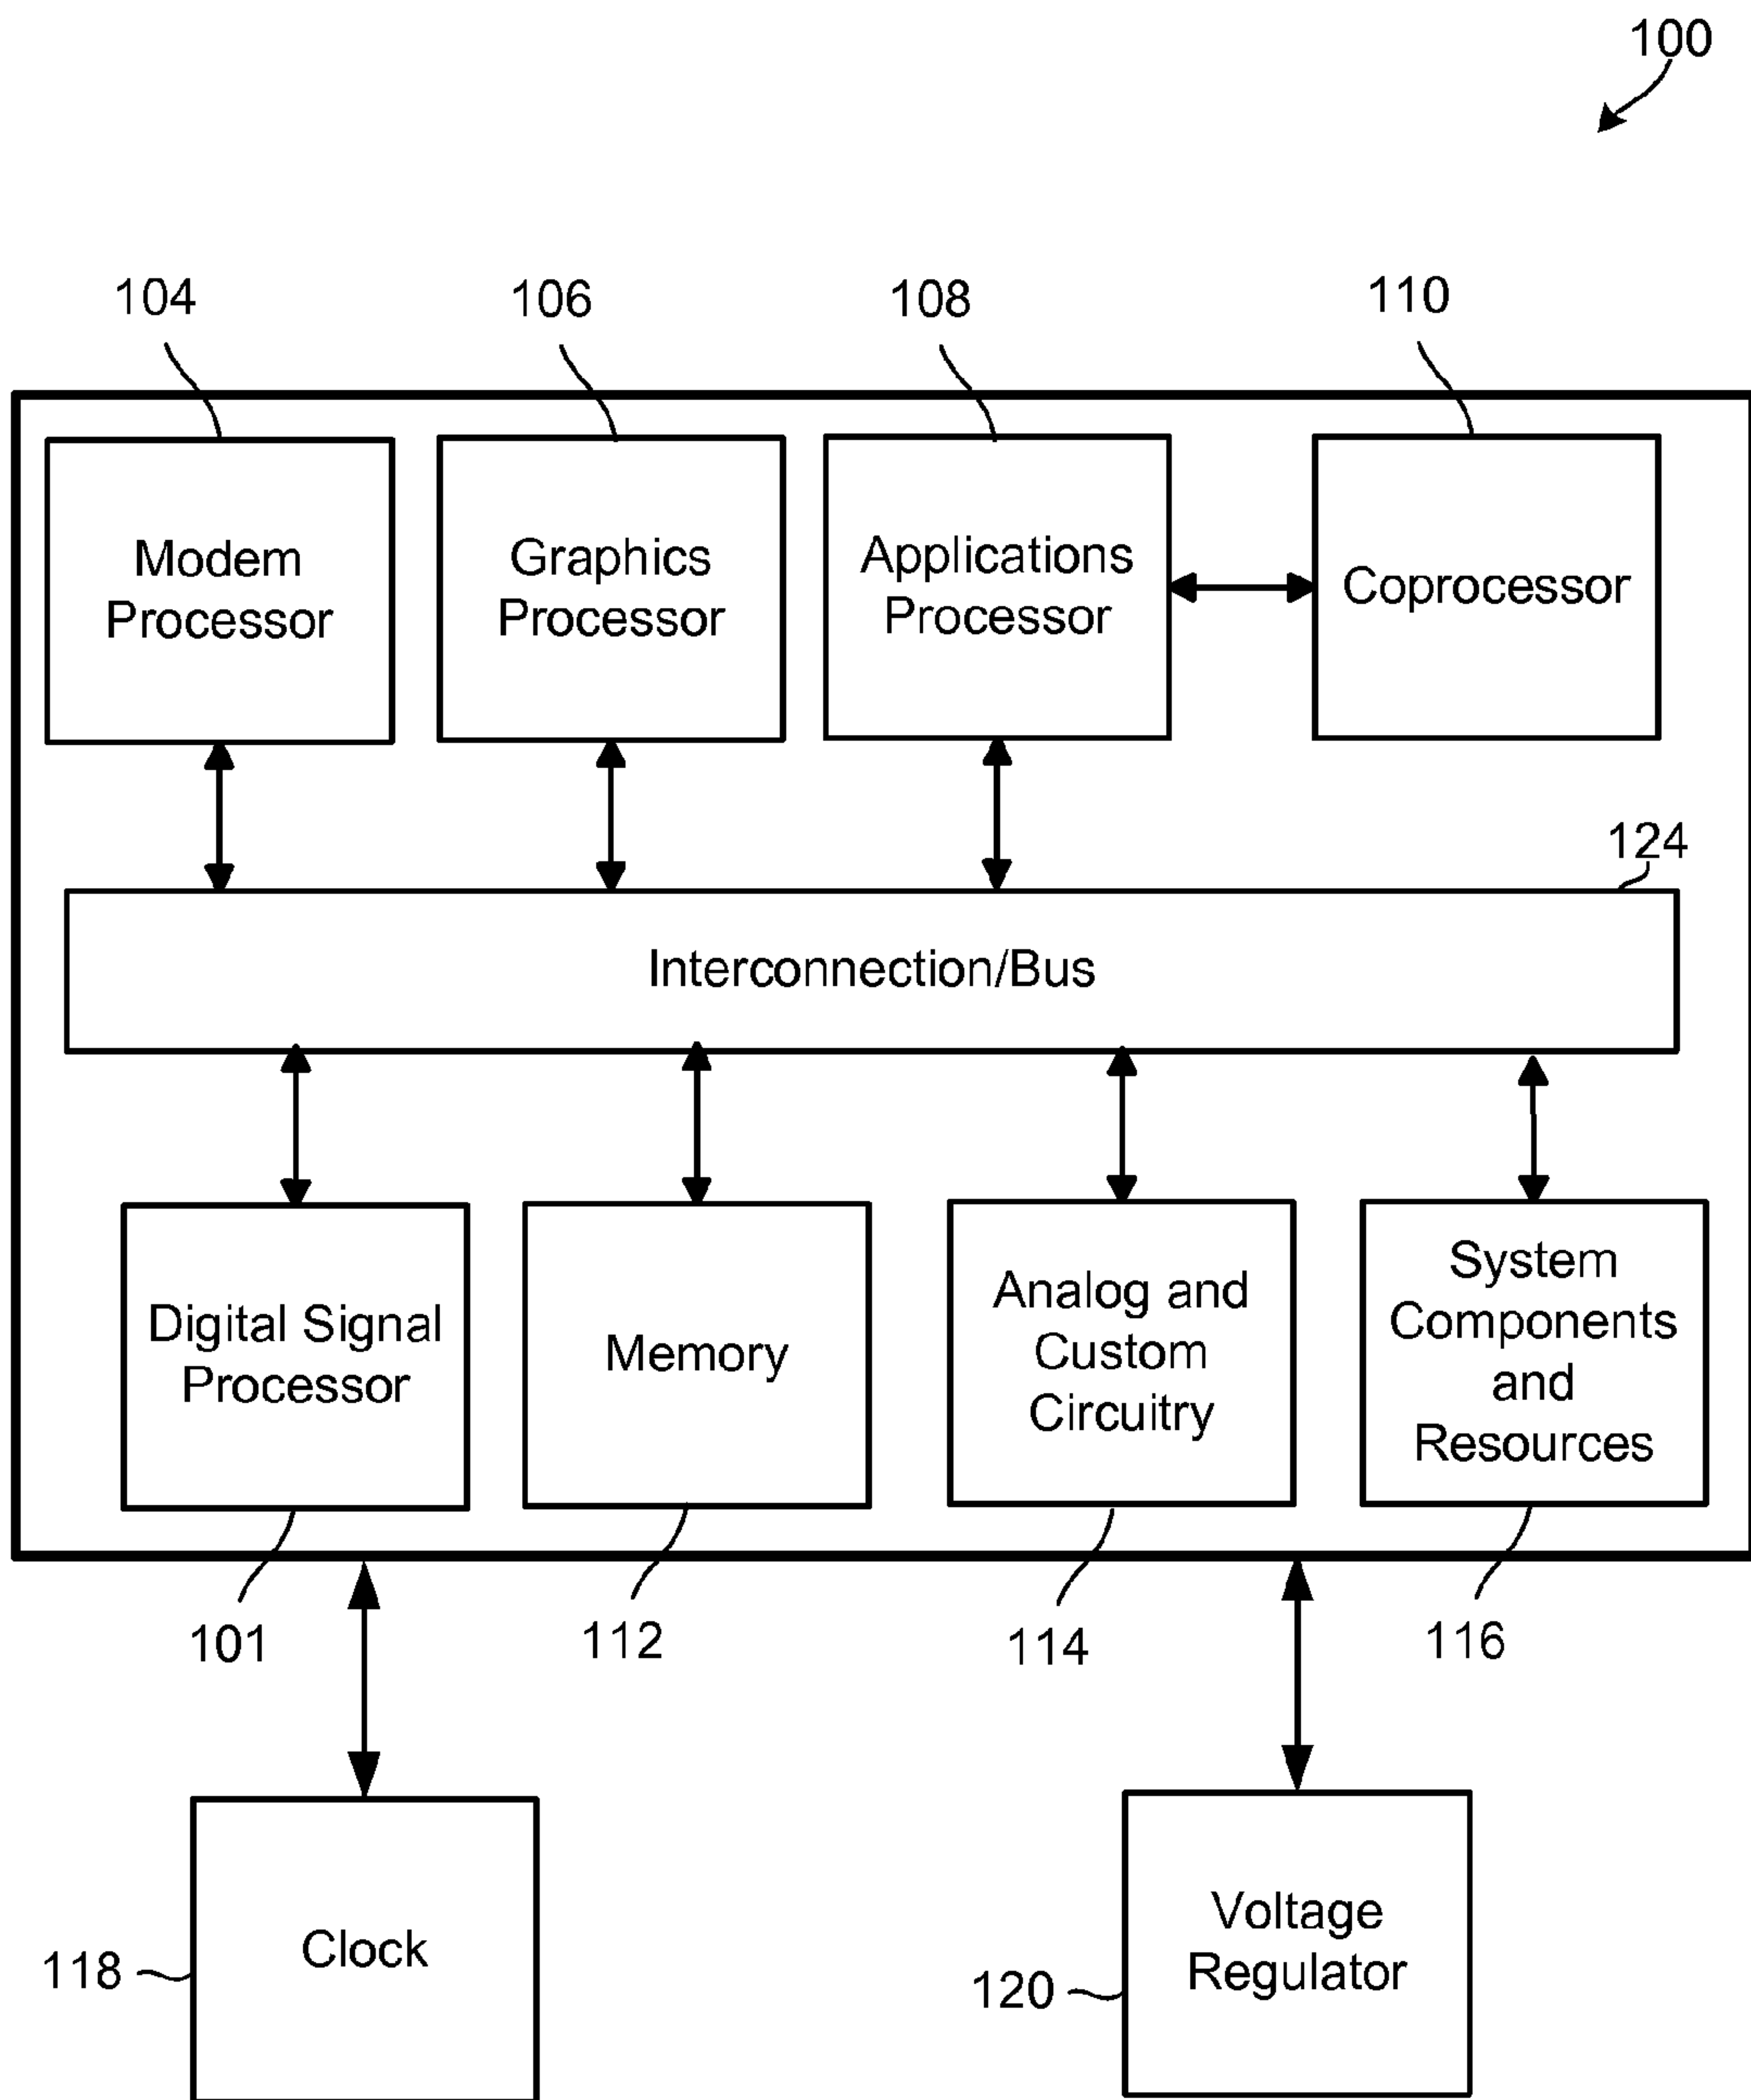 100
104
106
108
110
Modem
Processor
Graphics
Processor
Applications
Processor
Coprocessor
124
Interconnection/Bus
Digital Signal
Processor
Memory
Analog and
Custom
Circuitry
System
Components
and
Resources
101
112
114
116
118
Clock
120
Voltage
Regulator